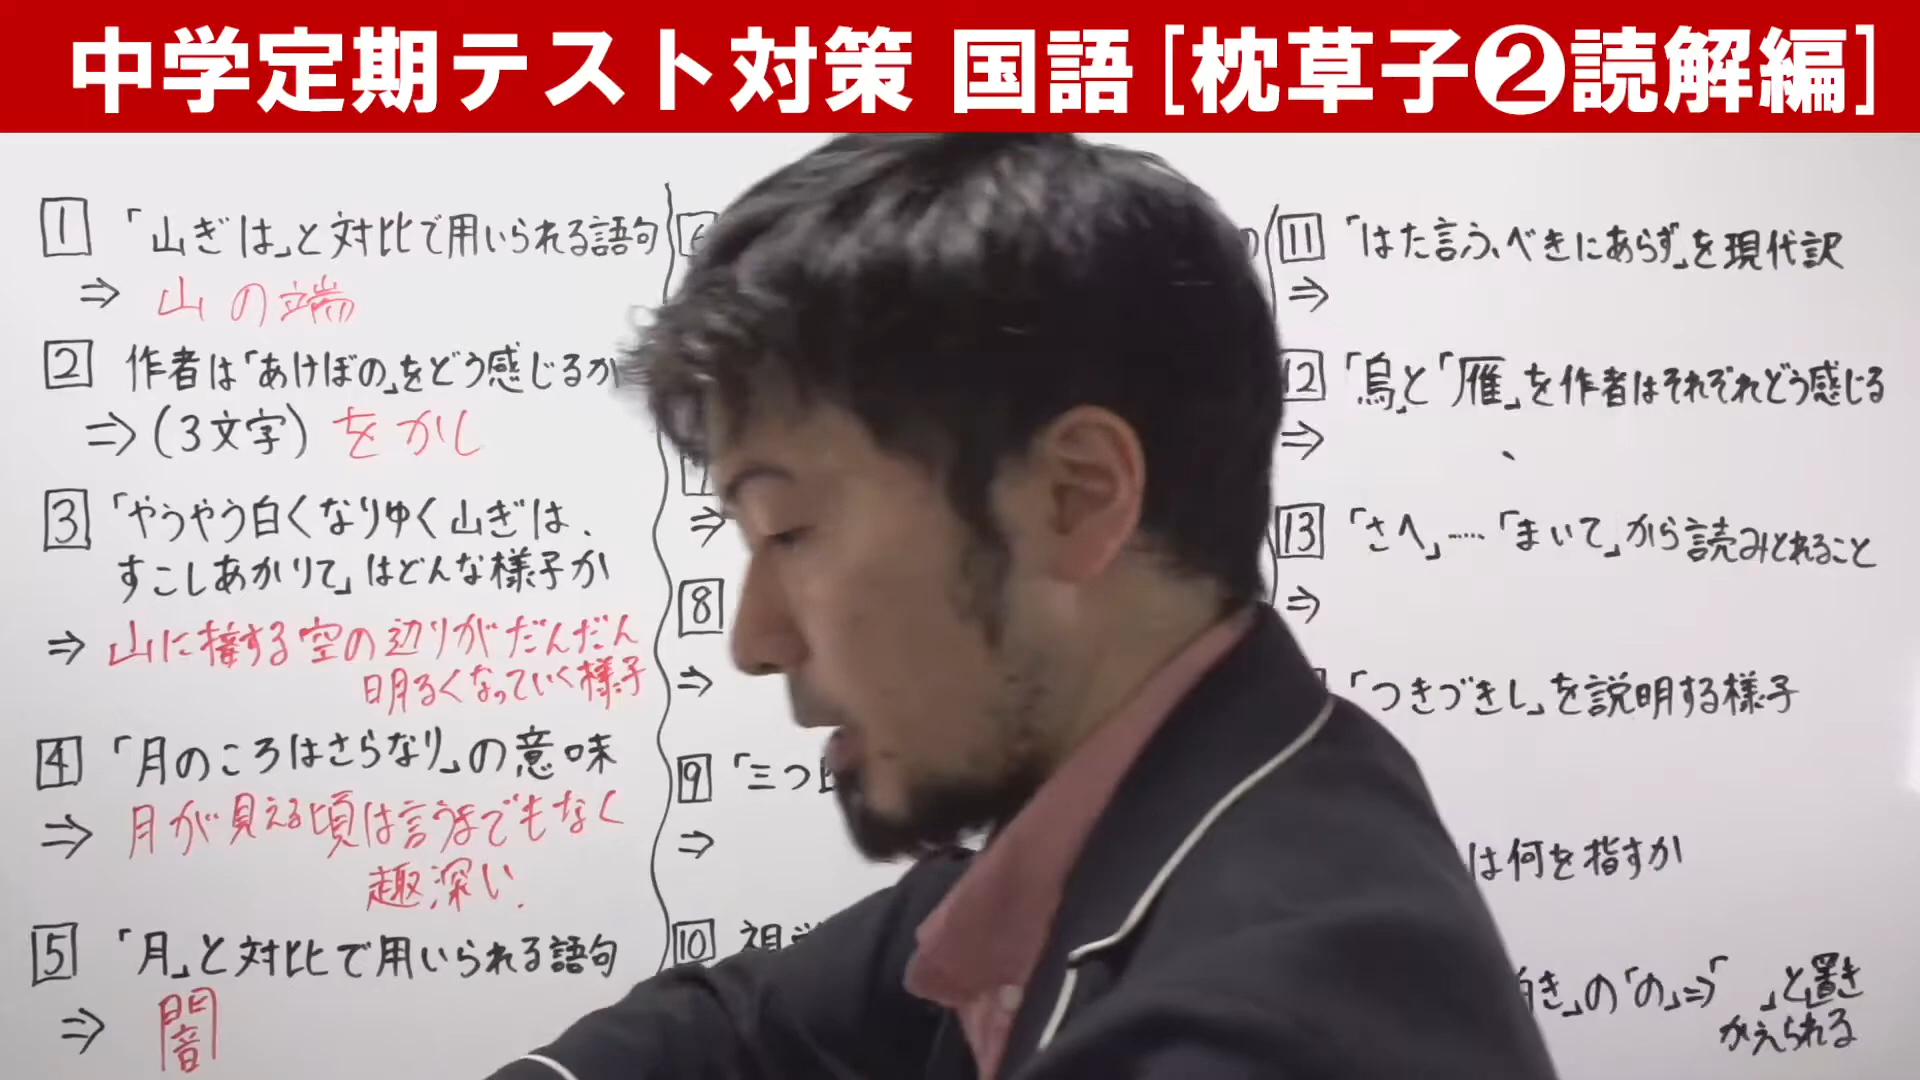 中学定期テスト対策 国語[枕草子❷読解編]
1 「山ぎは」と対比で用いられる語句
⇒ 山の端
2 作者は「あけぼの」をどう感じるか
⇒(3文字) をかし
3 「やうやう白くなりゆく山ぎは、
すこしあかりて」はどんな様子か
⇒ 山に接する空の辺りがだんだん
明るくなっていく様子
4 「月のころはさらなり」の意味
⇒ 月が見える頃は言うまでもなく
趣深い.
5 「月」と対比で用いられる語句
⇒ 闇
6
7
⇒
8
⇒
9 「三つ
⇒
10
11 「はた言ふべきにあらず」を現代訳
⇒
12 「烏」と「雁」を作者はそれぞれどう感じる
⇒
13 「さへ」……「まいて」から読みとれること
⇒
「つきづきし」を説明する様子
は何を指すか
き」の「の」⇒「 」と置き
かえられる